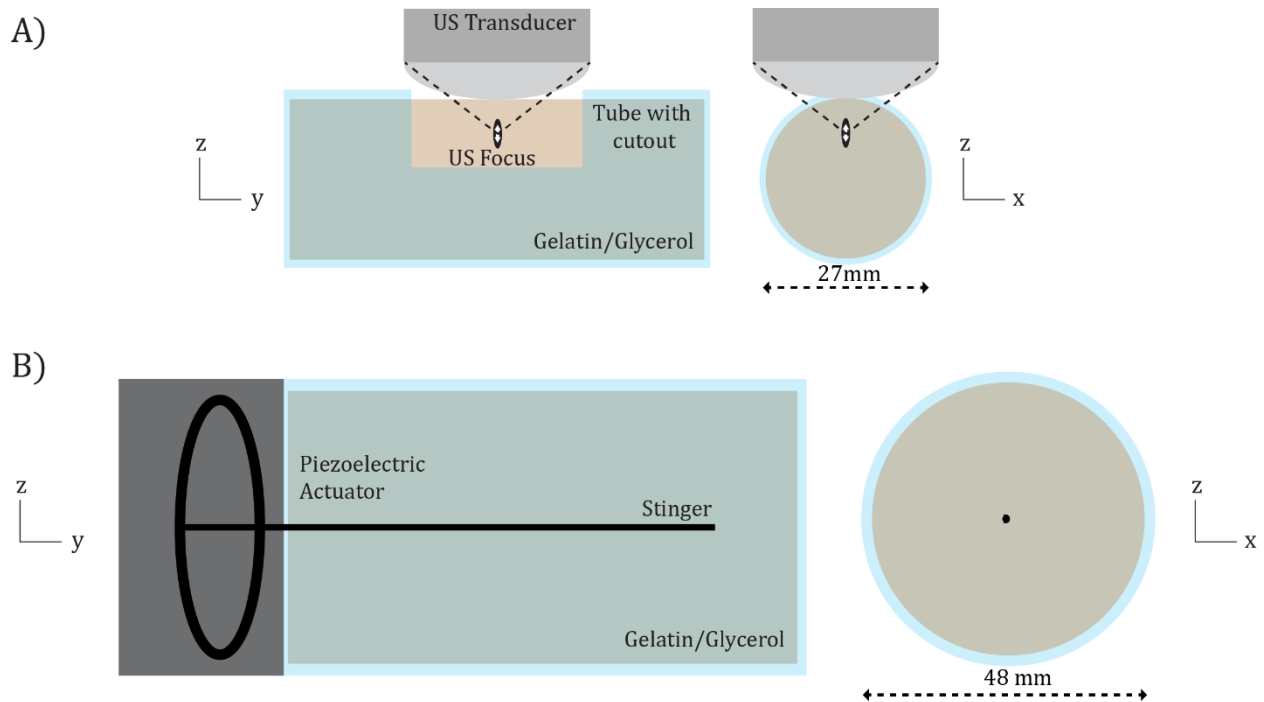 A)
US Transducer
Tube with
cutout
US Focus
Gelatin/Glycerol
z
y
z
x
27mm
B)
Piezoelectric
Actuator
Stinger
Gelatin/Glycerol
z
y
z
x
48 mm